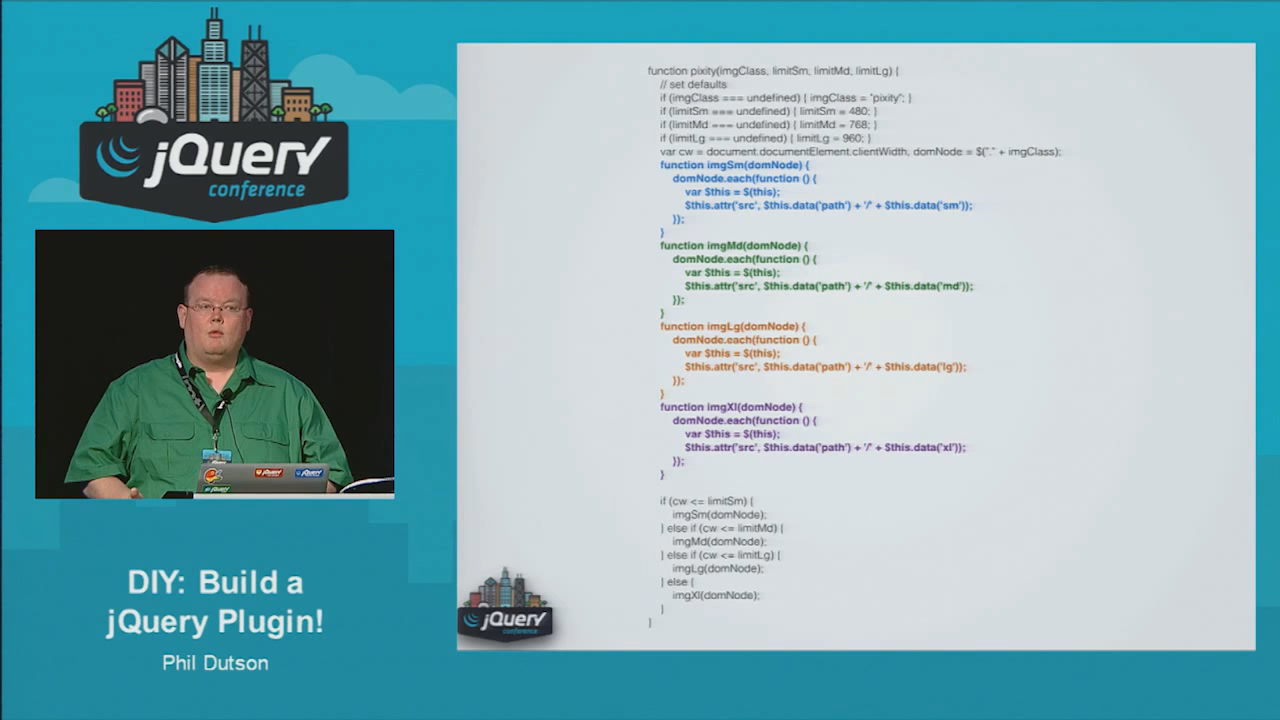 jQuery
conference
DIY: Build a
jQuery Plugin!
Phil Dutson
function pixity(imgClass, limitSm, limitMd, limitLg) {
// set defaults
if (imgClass === undefined) { imgClass = "pixity"; }
if (limitSm === undefined) { limitSm = 480; }
if (limitMd === undefined) { limitMd = 768; }
if (limitLg === undefined) { limitLg = 960; }
var cw = document.documentElement.clientWidth, domNode = $("." + imgClass);
function imgSm(domNode) {
domNode.each(function () {
var $this = $(this);
$this.attr('src', $this.data('path') + '/' + $this.data('sm'));
});
}
function imgMd(domNode) {
domNode.each(function () {
var $this = $(this);
$this.attr('src', $this.data('path') + '/' + $this.data('md'));
});
}
function imgLg(domNode) {
domNode.each(function () {
var $this = $(this);
$this.attr('src', $this.data('path') + '/' + $this.data('lg'));
});
}
function imgXl(domNode) {
domNode.each(function () {
var $this = $(this);
$this.attr('src', $this.data('path') + '/' + $this.data('xl'));
});
}
if (cw <= limitSm) {
imgSm(domNode);
} else if (cw <= limitMd) {
imgMd(domNode);
} else if (cw <= limitLg) {
imgLg(domNode);
} else {
imgXl(domNode);
}
}
jQuery
conference
jQuery
jQuery
jQuery